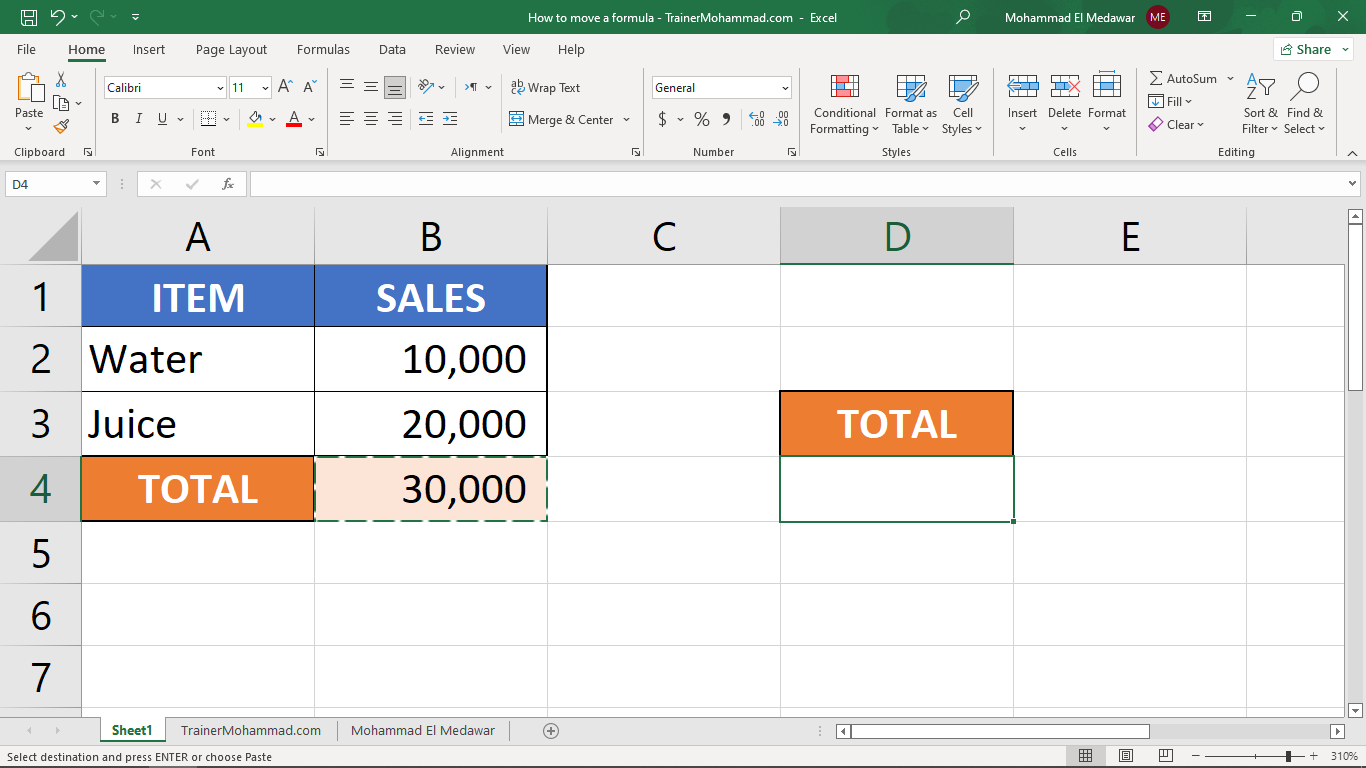 How to move a formula - TrainerMohammad.com - Excel
Mohammad El Medawar
ME
File Home Insert Page Layout Formulas Data Review View Help
Share
Paste
Clipboard
Calibri 11
B I U
A A
Font
Wrap Text
Merge & Center
Alignment
General
$ % 9 .00 .00
Number
Conditional Formatting
Format as Table
Cell Styles
Styles
Insert Delete Format
Cells
AutoSum
Fill
Clear
Sort & Filter
Find & Select
Editing
D4
fx
A B C D E
1 ITEM SALES
2 Water 10,000
3 Juice 20,000 TOTAL
4 TOTAL 30,000
5
6
7
Sheet1 TrainerMohammad.com Mohammad El Medawar
Select destination and press ENTER or choose Paste
310%